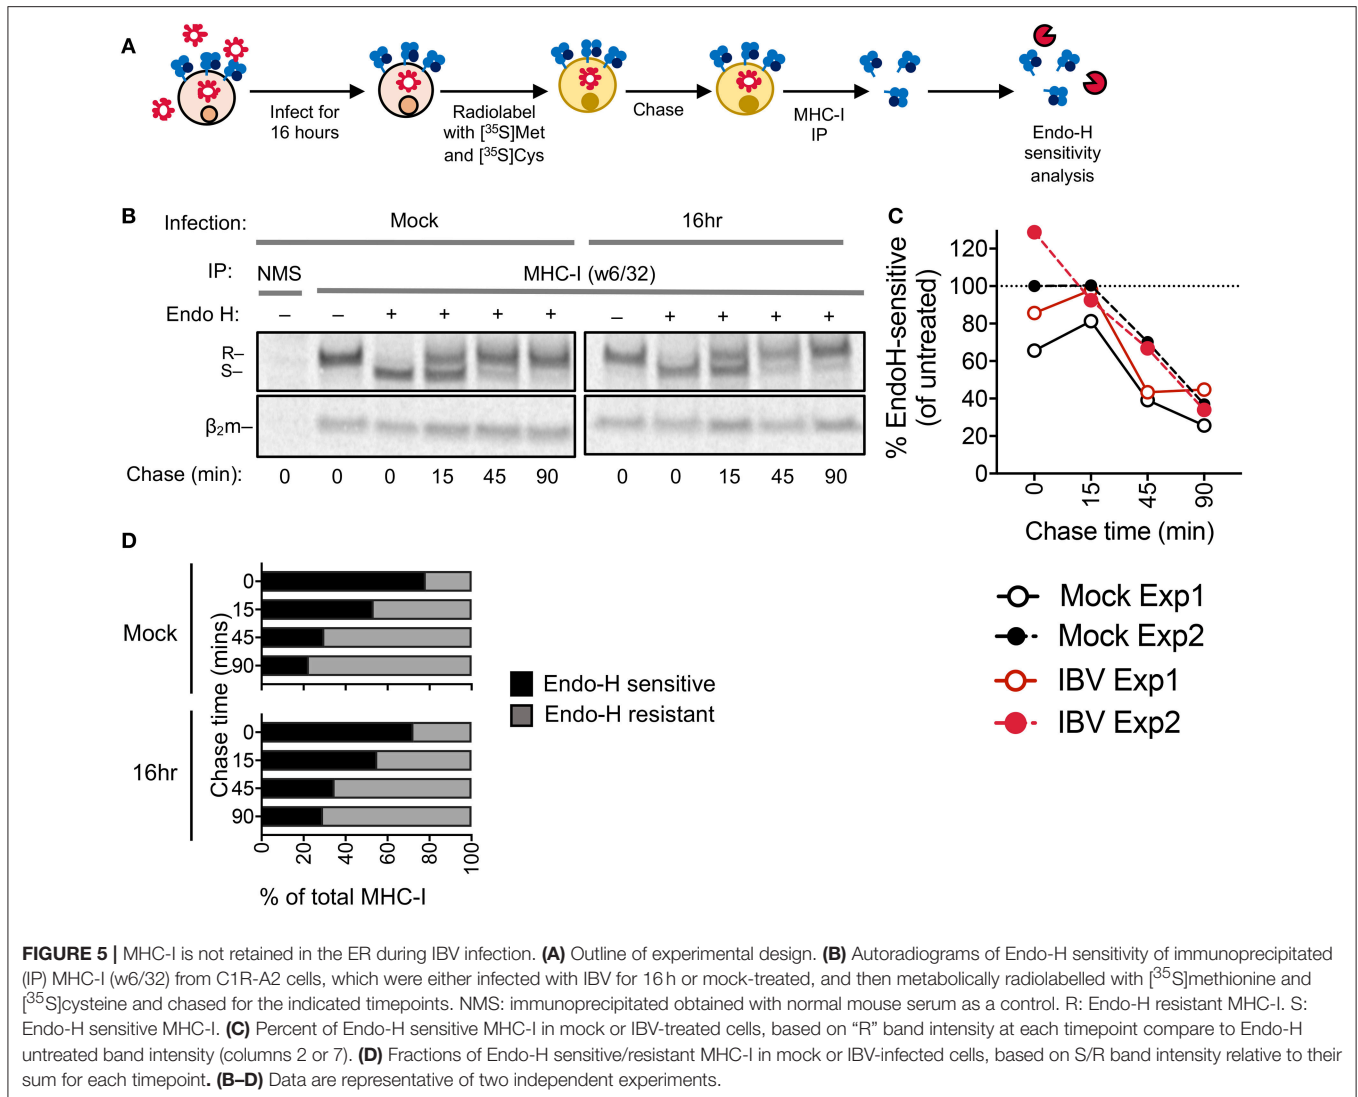 A
Infect for
16 hours
Radiolabel
with [35S]Met
and [35S]Cys
Chase
MHC-I
IP
Endo-H
sensitivity
analysis
B
Infection:
Mock
16hr
IP:
NMS
MHC-I (w6/32)
Endo H:
– – + + + + – + + + +
R–
S–
β2m–
Chase (min):
0 0 0 15 45 90 0 0 15 45 90
C
% EndoH-sensitive
(of untreated)
120
100
80
60
40
20
0
0 15 45 90
Chase time (min)
Mock Exp1
Mock Exp2
IBV Exp1
IBV Exp2
D
Mock
16hr
Chase time (mins)
0
15
45
90
0
15
45
90
0 20 40 60 80 100
% of total MHC-I
Endo-H sensitive
Endo-H resistant
FIGURE 5 | MHC-I is not retained in the ER during IBV infection. (A) Outline of experimental design. (B) Autoradiograms of Endo-H sensitivity of immunoprecipitated
(IP) MHC-I (w6/32) from C1R-A2 cells, which were either infected with IBV for 16 h or mock-treated, and then metabolically radiolabelled with [35S]methionine and
[35S]cysteine and chased for the indicated timepoints. NMS: immunoprecipitated obtained with normal mouse serum as a control. R: Endo-H resistant MHC-I. S:
Endo-H sensitive MHC-I. (C) Percent of Endo-H sensitive MHC-I in mock or IBV-treated cells, based on “R” band intensity at each timepoint compare to Endo-H
untreated band intensity (columns 2 or 7). (D) Fractions of Endo-H sensitive/resistant MHC-I in mock or IBV-infected cells, based on S/R band intensity relative to their
sum for each timepoint. (B–D) Data are representative of two independent experiments.